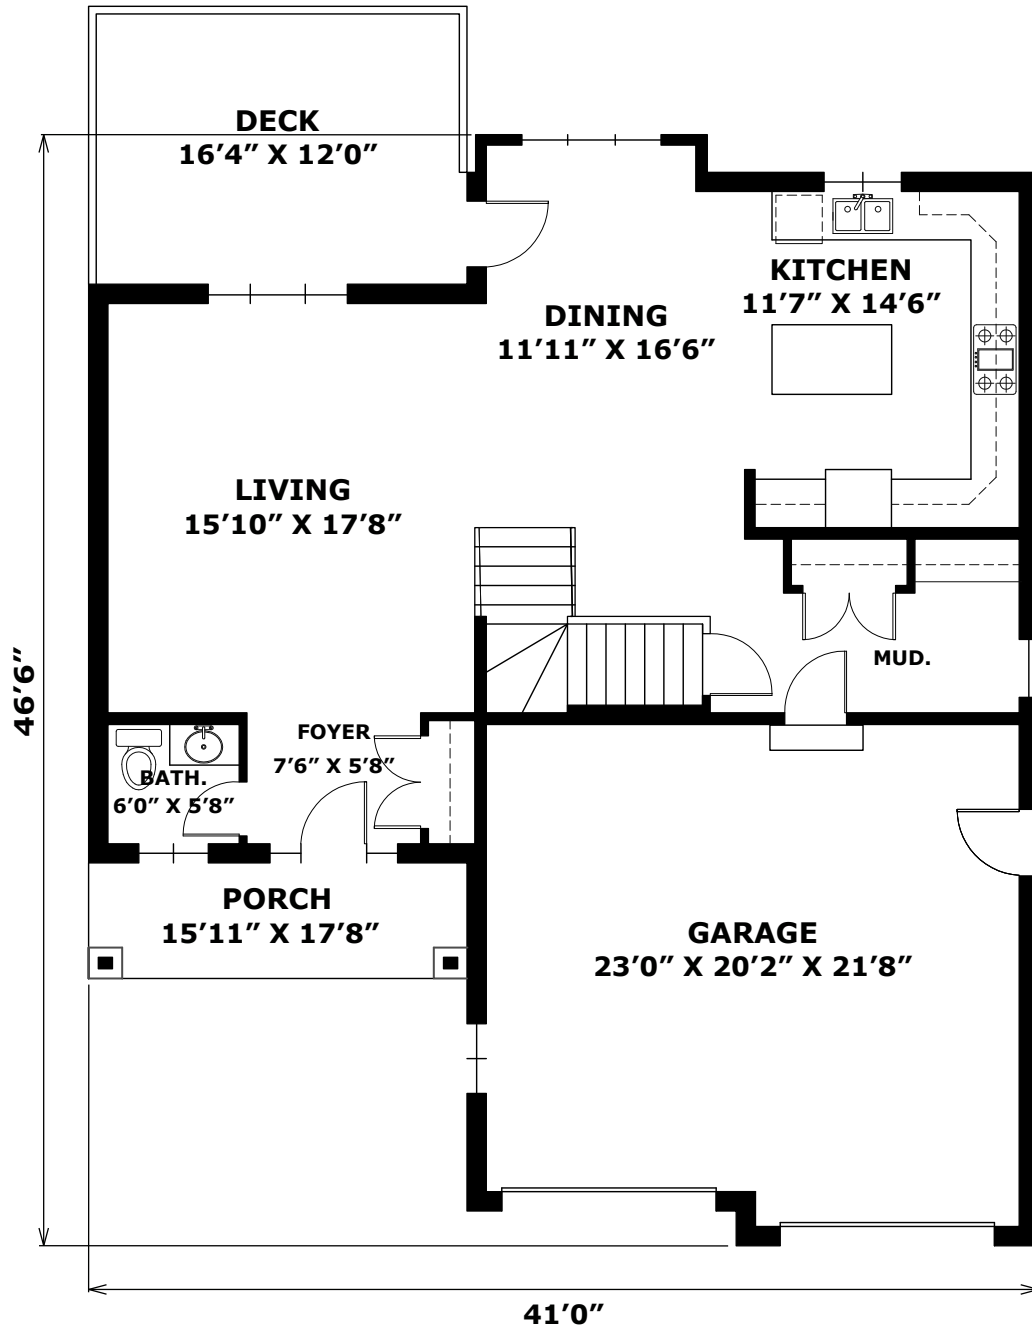 DECK
16’4” X 12’0”
KITCHEN
11’7” X 14’6”
DINING
11’11” X 16’6”
LIVING
15’10” X 17’8”
46’6”
MUD.
FOYER
7’6” X 5’8”
BATH.
6’0” X 5’8”
PORCH
15’11” X 17’8”
GARAGE
23’0” X 20’2” X 21’8”
41’0”